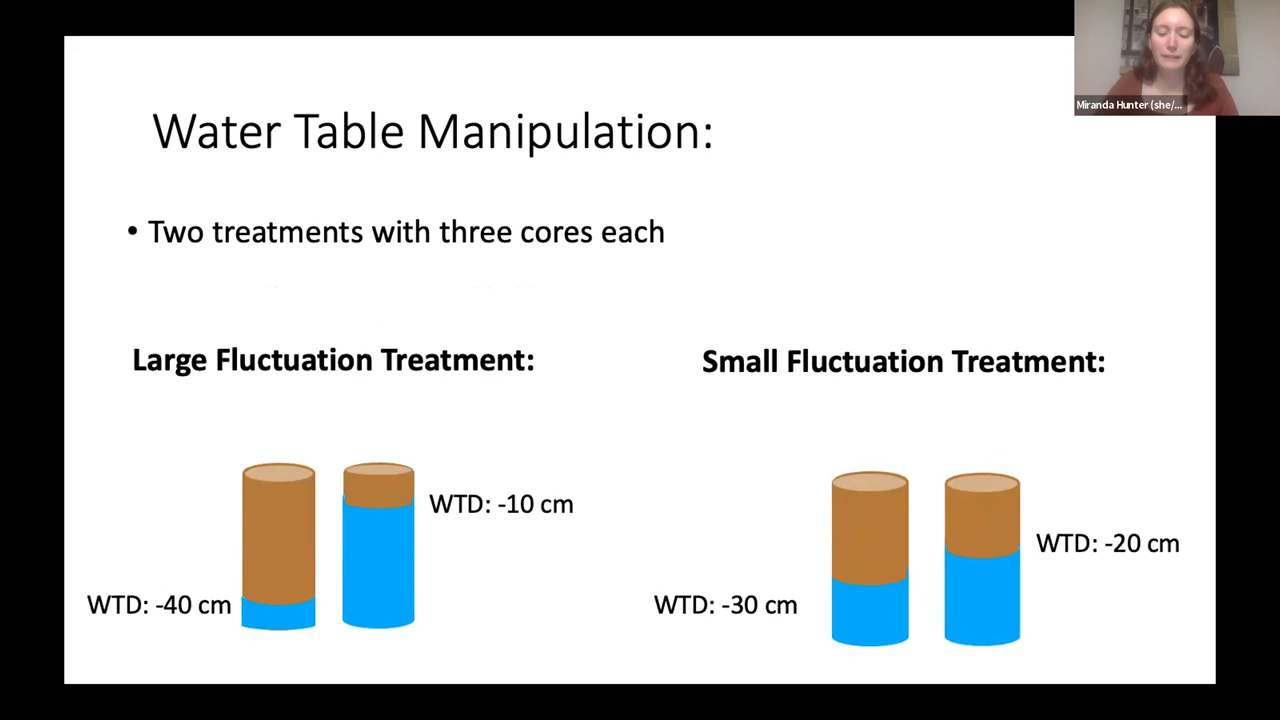 Miranda Hunter (she/...
Water Table Manipulation:
• Two treatments with three cores each
Large Fluctuation Treatment:
Small Fluctuation Treatment:
WTD: -10 cm
WTD: -40 cm
WTD: -20 cm
WTD: -30 cm